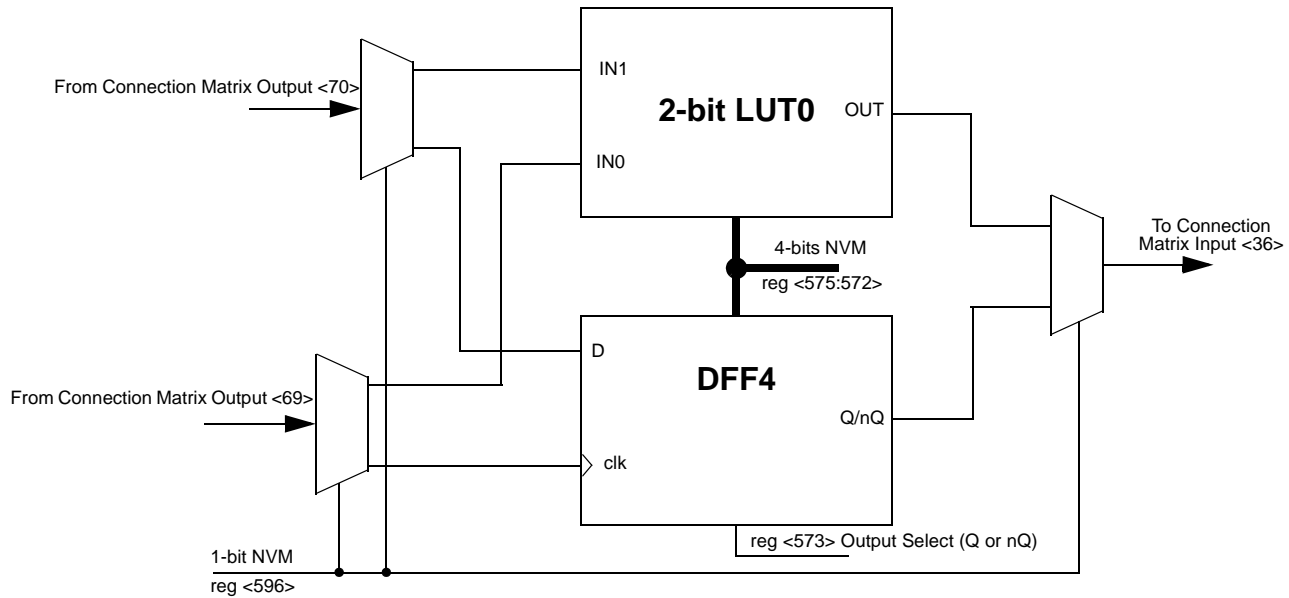 From Connection Matrix Output <70>
IN1
2-bit LUT0
OUT
IN0
To Connection
Matrix Input <36>
4-bits NVM
reg <575:572>
D
DFF4
From Connection Matrix Output <69>
Q/nQ
clk
reg <573> Output Select (Q or nQ)
1-bit NVM
reg <596>